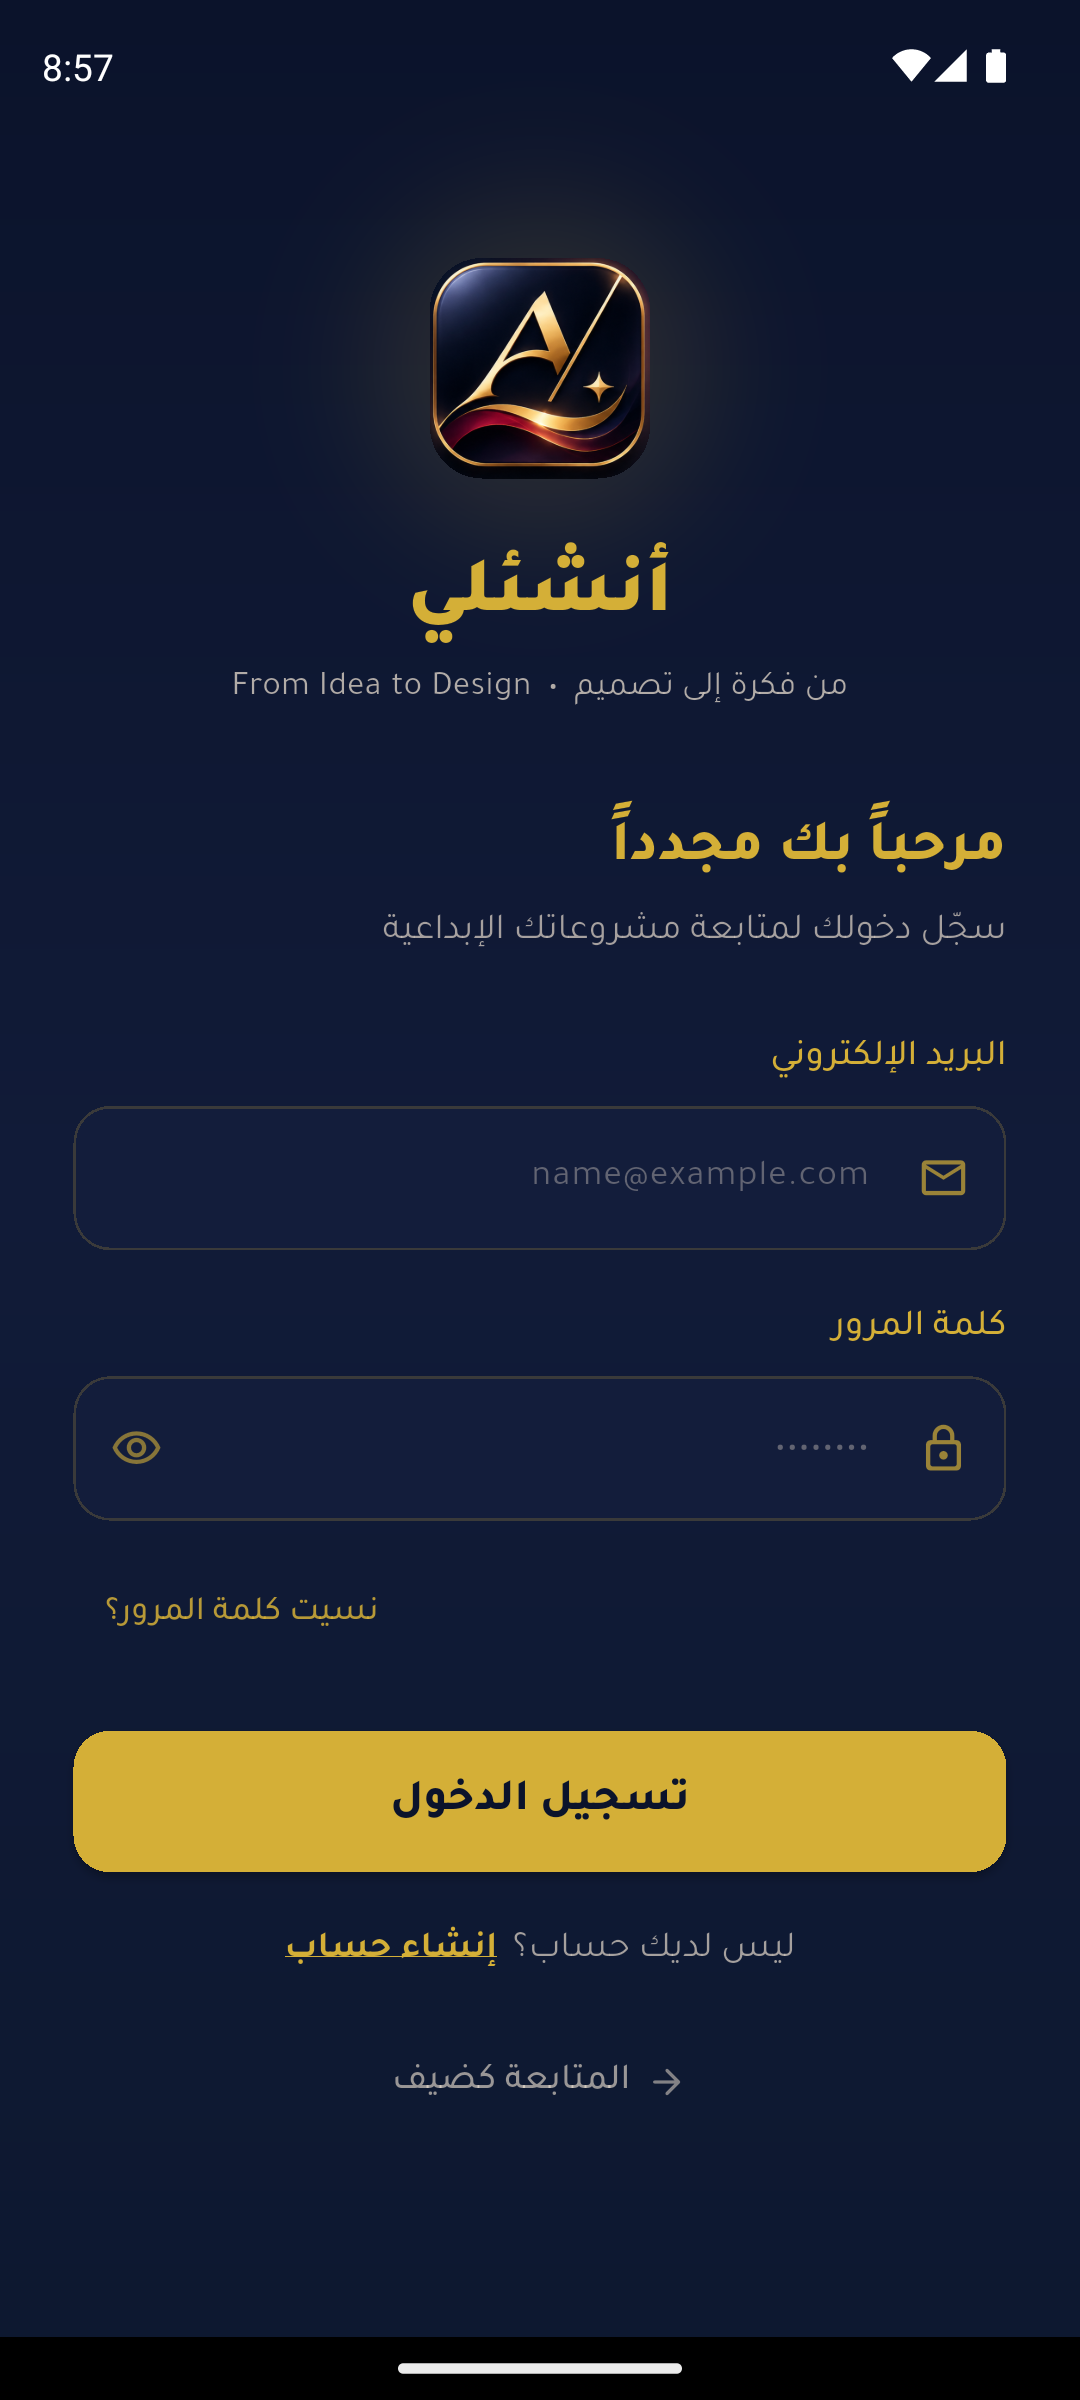 8:57
أنشئلي
من فكرة إلى تصميم • From Idea to Design
مرحباً بك مجدداً
سجّل دخولك لمتابعة مشروعاتك الإبداعية
البريد الإلكتروني
name@example.com
كلمة المرور
••••••••
نسيت كلمة المرور؟
تسجيل الدخول
ليس لديك حساب؟ إنشاء حساب
المتابعة كضيف